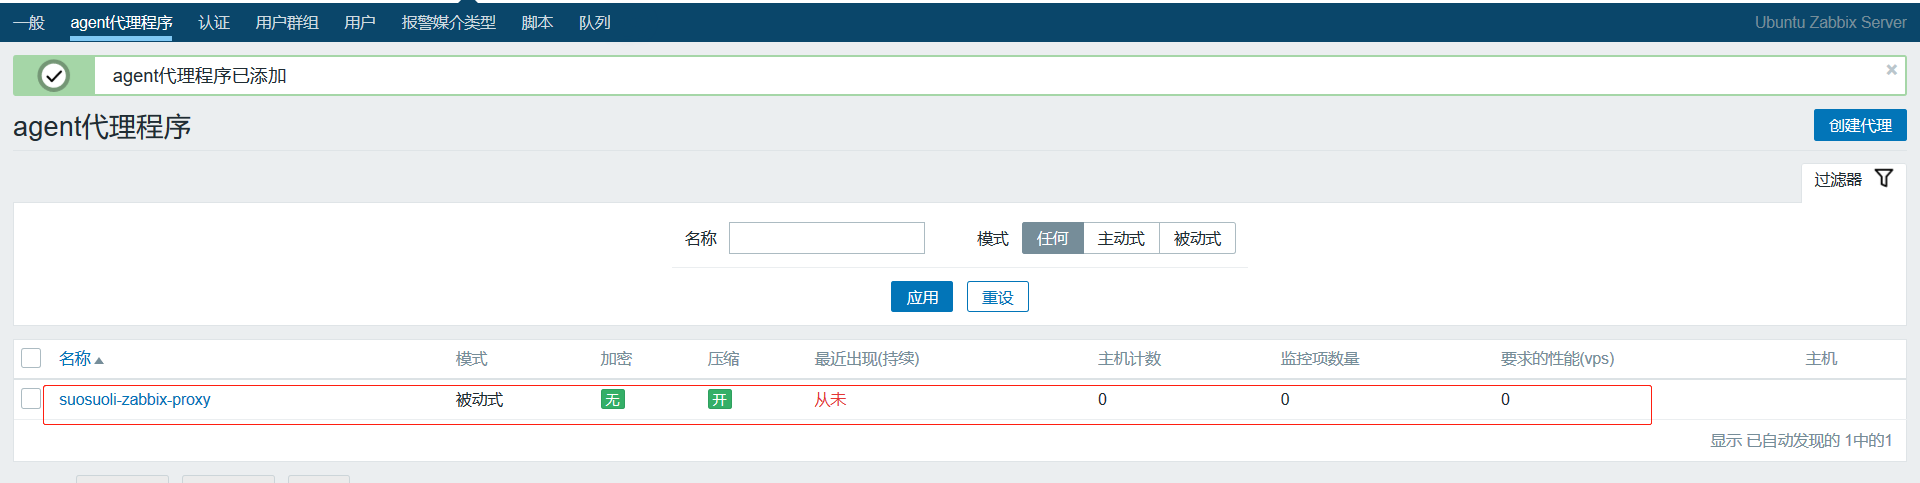 一般 agent代理程序 认证 用户群组 用户 报警媒介类型 脚本 队列 Ubuntu Zabbix Server
agent代理程序已添加
agent代理程序 创建代理
过滤器
名称 模式 任何 主动式 被动式
应用 重设
名称 模式 加密 压缩 最近出现(持续) 主机计数 监控项数量 要求的性能(vps) 主机
suosuoli-zabbix-proxy 被动式 无 开 从未 0 0 0
显示 已自动发现的 1中的1